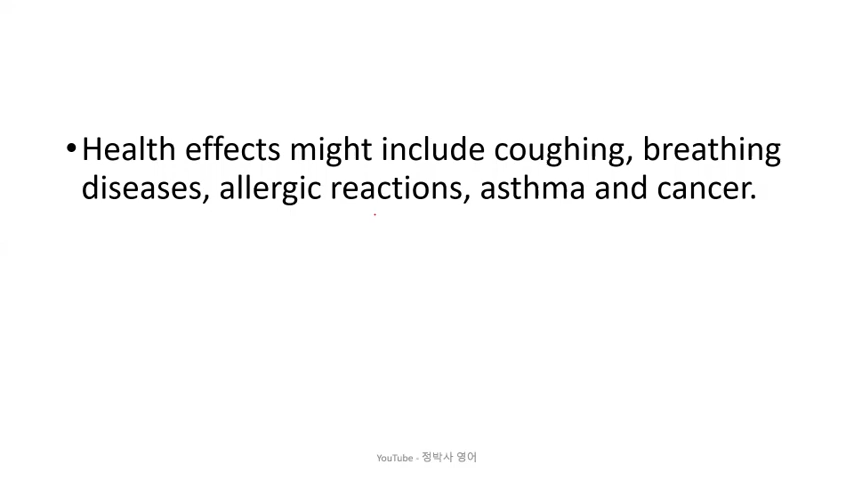 •Health effects might include coughing, breathing
diseases, allergic reactions, asthma and cancer.
YouTube - 정박사 영어